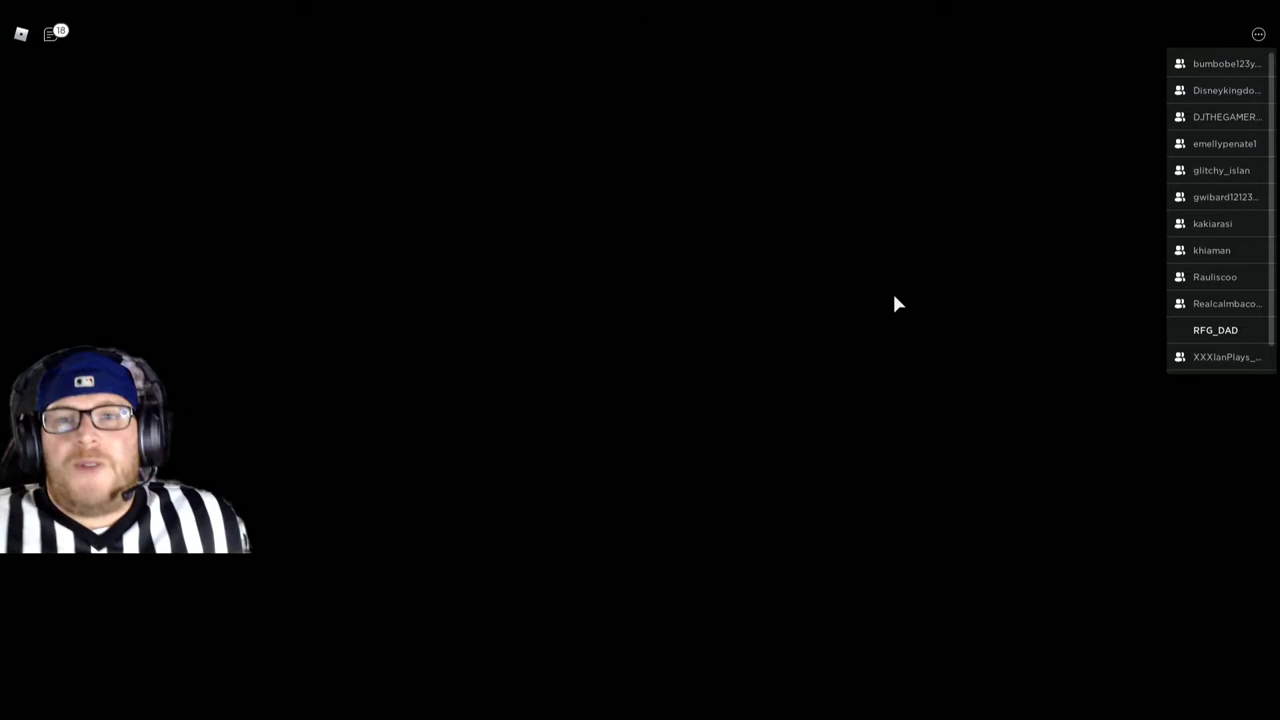 18
bumbobe123y...
Disneykingdo...
DJTHEGAMER...
emellypenate1
glitchy_islan
gwibard12123...
kakiarasi
khiaman
Rauliscoo
Realcalmbaco...
RFG_DAD
XXXIanPlays_...